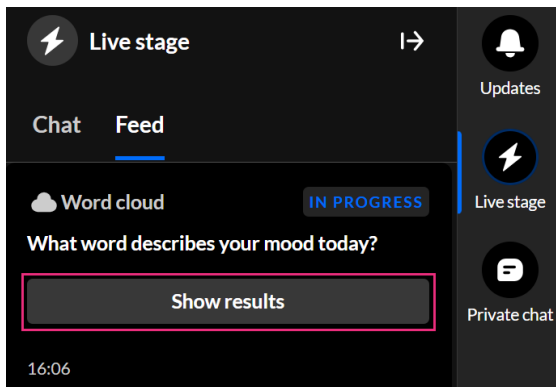 Live stage
Chat Feed
Word cloud IN PROGRESS
What word describes your mood today?
Show results
16:06
Updates
Live stage
Private chat